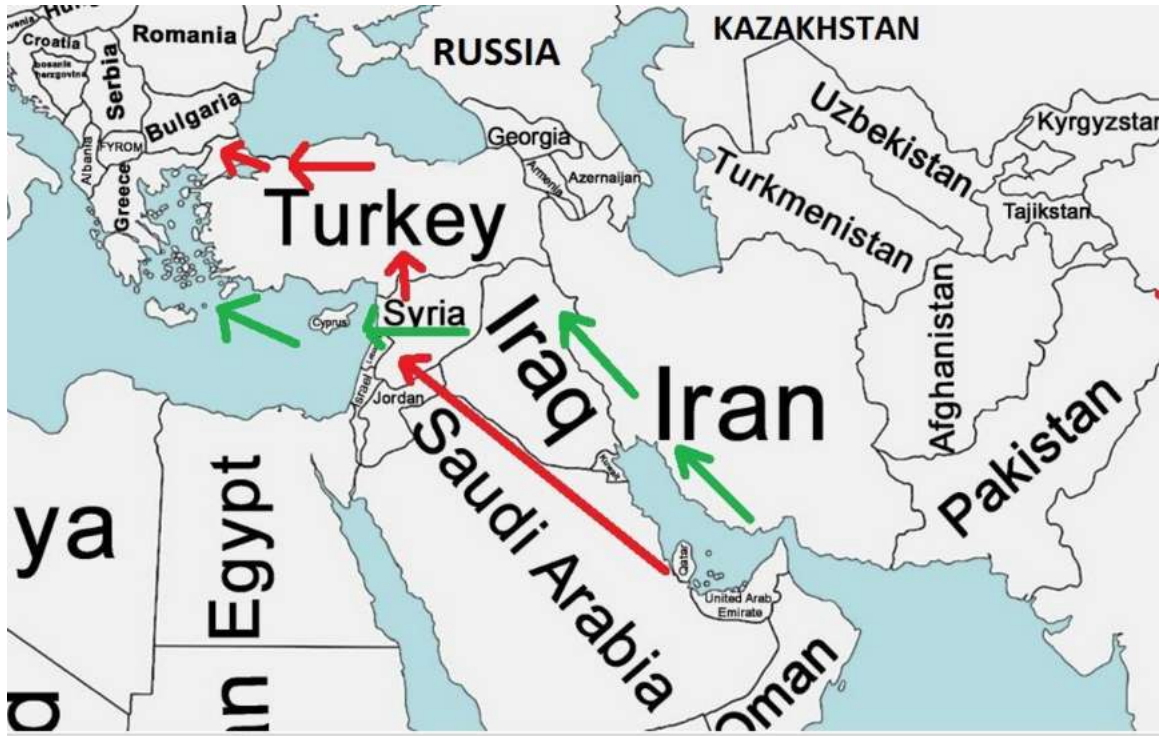 KAZAKHSTAN
Romania
Croatia
RUSSIA
Serbia
Uzbekistan
Bulgaria
Kyrgyzstan
Georgia
FYROM
Albania
Armenia
Azernaijan
Turkmenistan
Greece
Turkey
Tajikstan
Cyprus
Syria
Iraq
Afghanistan
Israel
Jordan
Iran
Pakistan
Kuwait
Saudi Arabia
Egypt
ya
Qatar
United Arab
Emirate
Oman
an
d